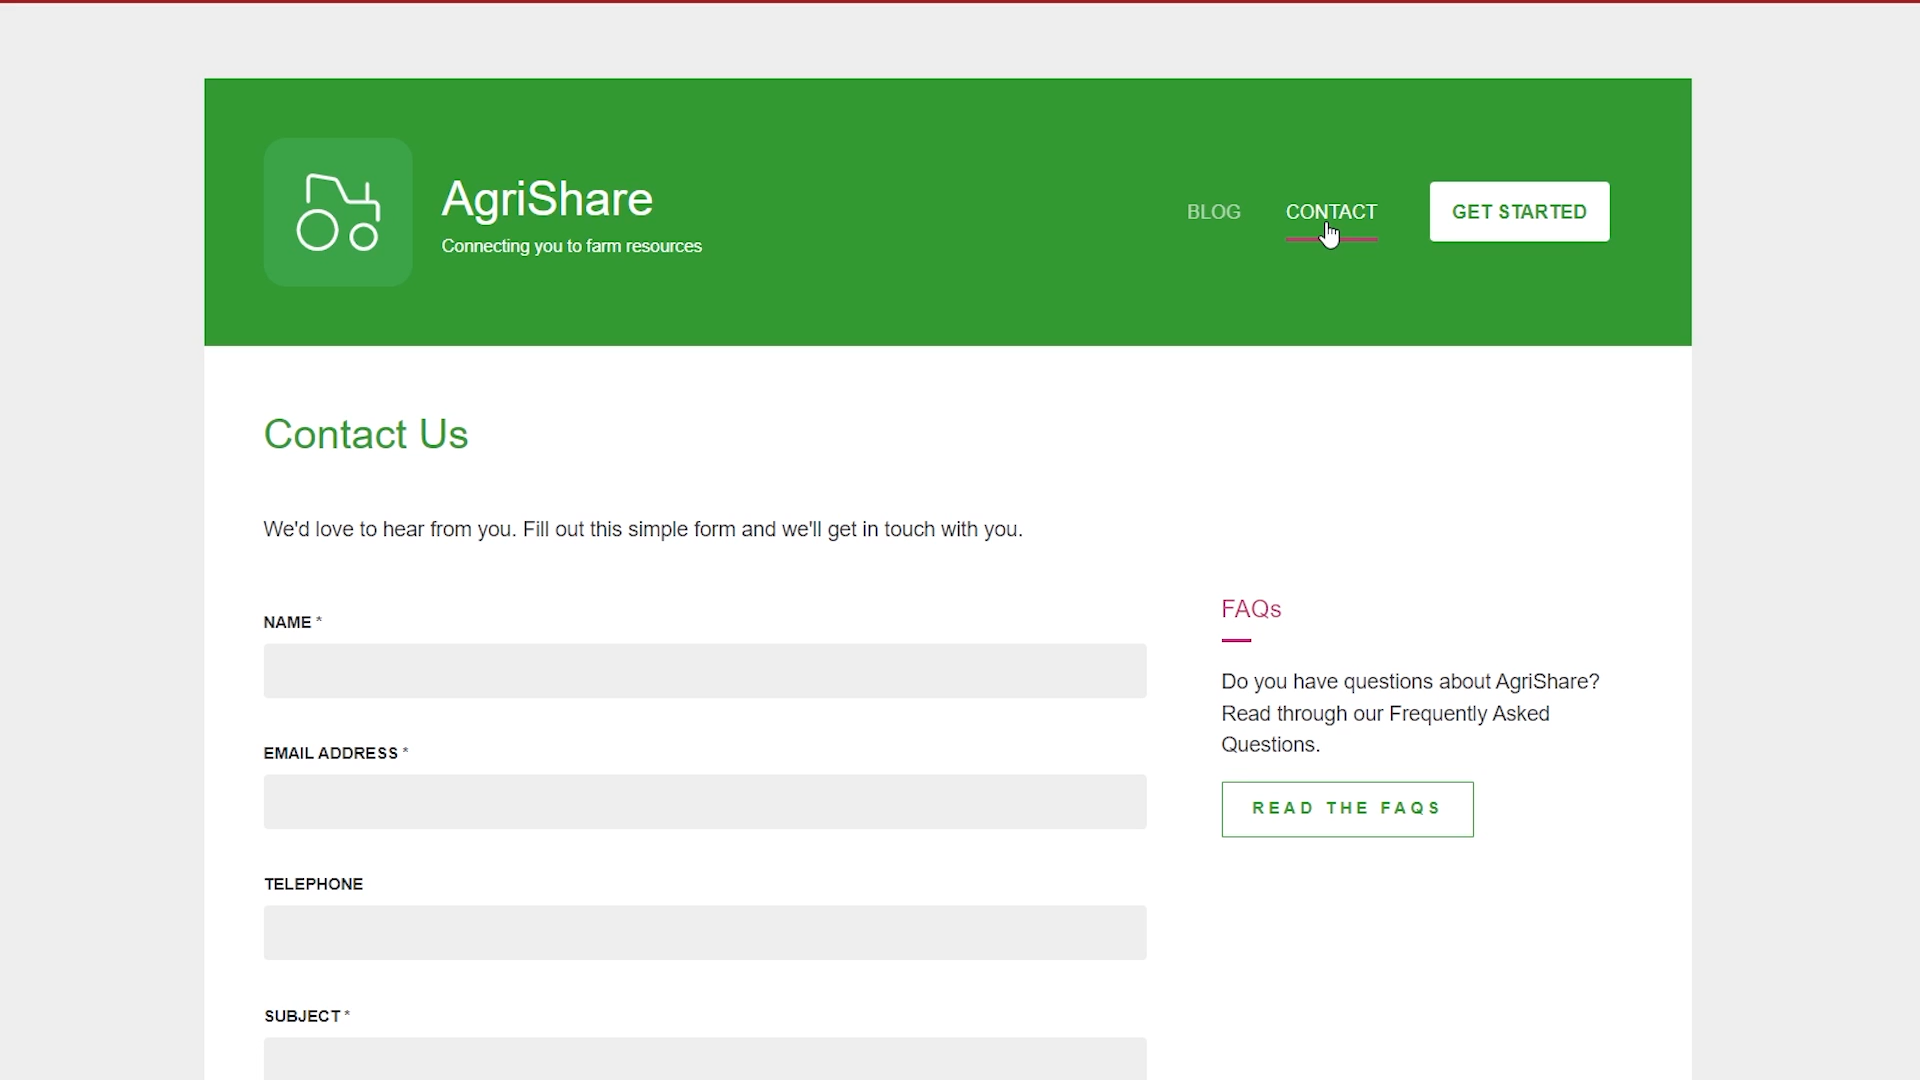 AgriShare
Connecting you to farm resources
BLOG
CONTACT
GET STARTED
Contact Us
We'd love to hear from you. Fill out this simple form and we'll get in touch with you.
NAME *
EMAIL ADDRESS *
TELEPHONE
SUBJECT *
FAQs
Do you have questions about AgriShare?
Read through our Frequently Asked
Questions.
READ THE FAQS